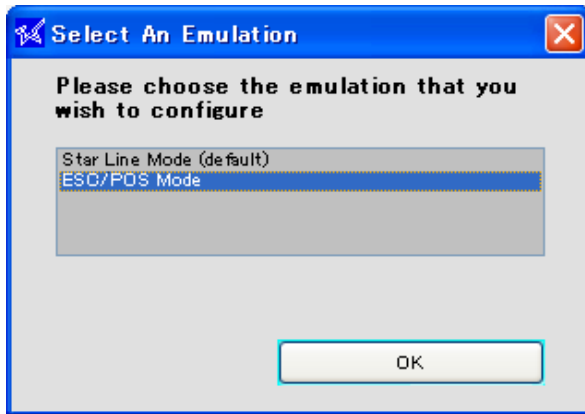 Select An Emulation
Please choose the emulation that you
wish to configure
Star Line Mode (default)
ESC/POS Mode
OK